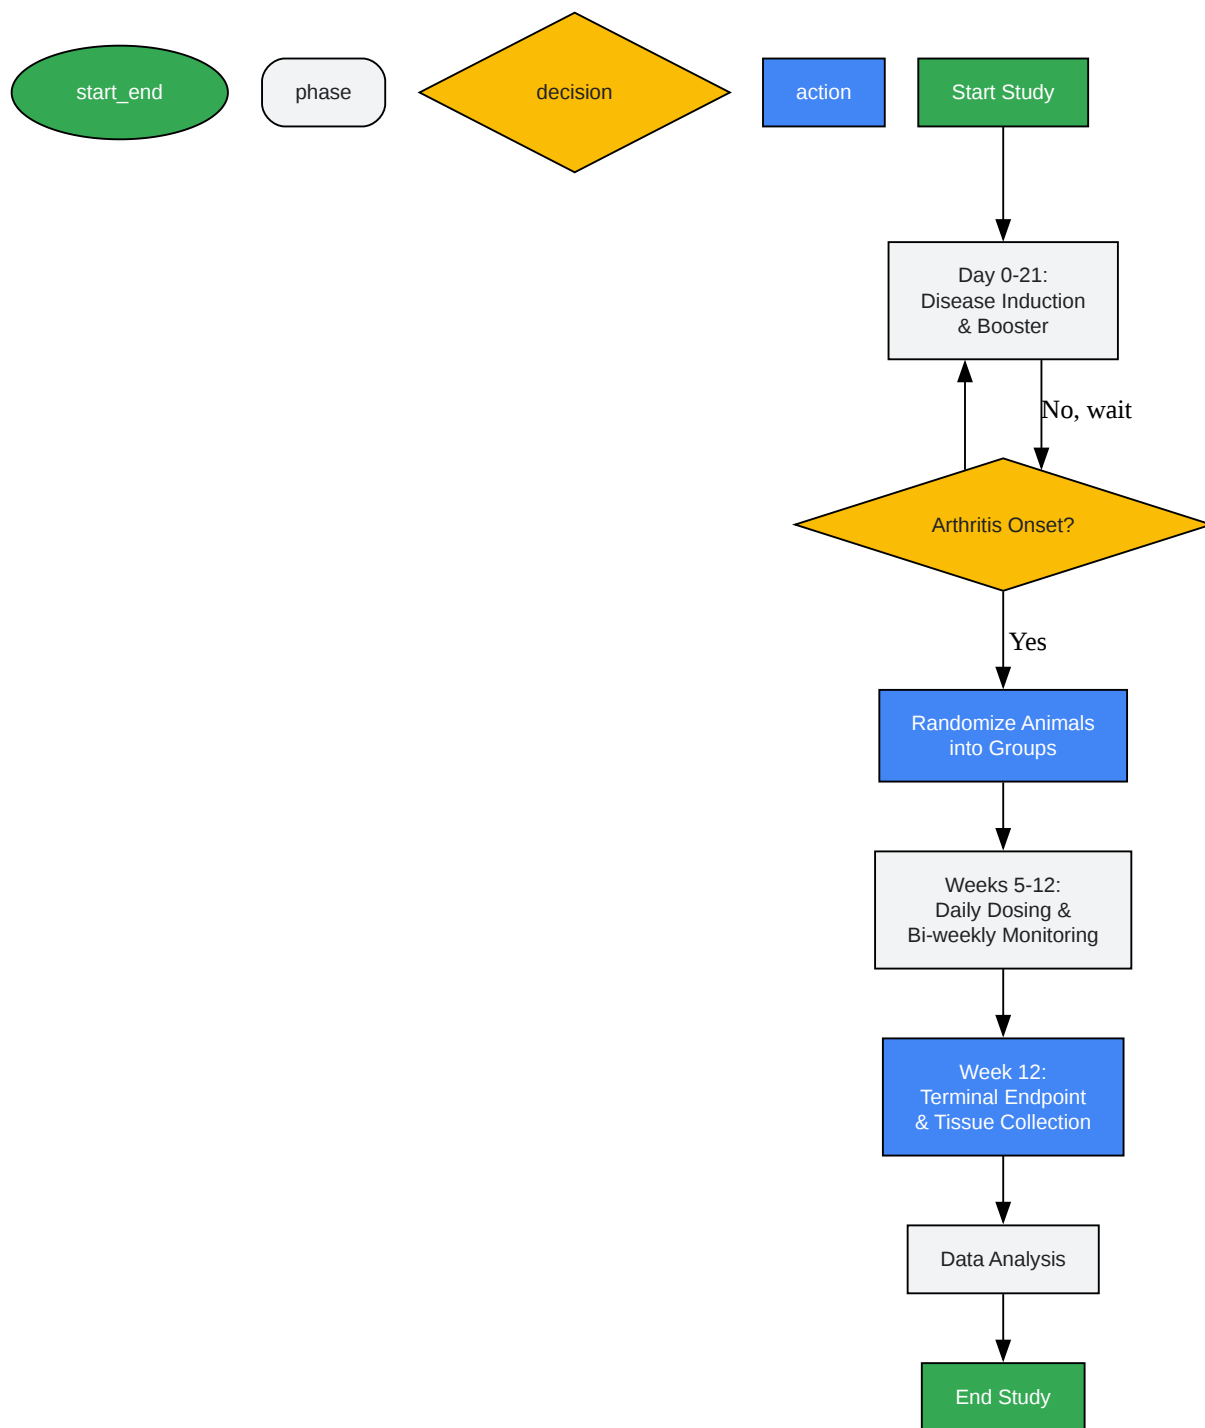 start_end
phase
decision
action
Start Study
Day 0-21:
Disease Induction
& Booster
No, wait
Arthritis Onset?
Yes
Randomize Animals
into Groups
Weeks 5-12:
Daily Dosing &
Bi-weekly Monitoring
Week 12:
Terminal Endpoint
& Tissue Collection
Data Analysis
End Study